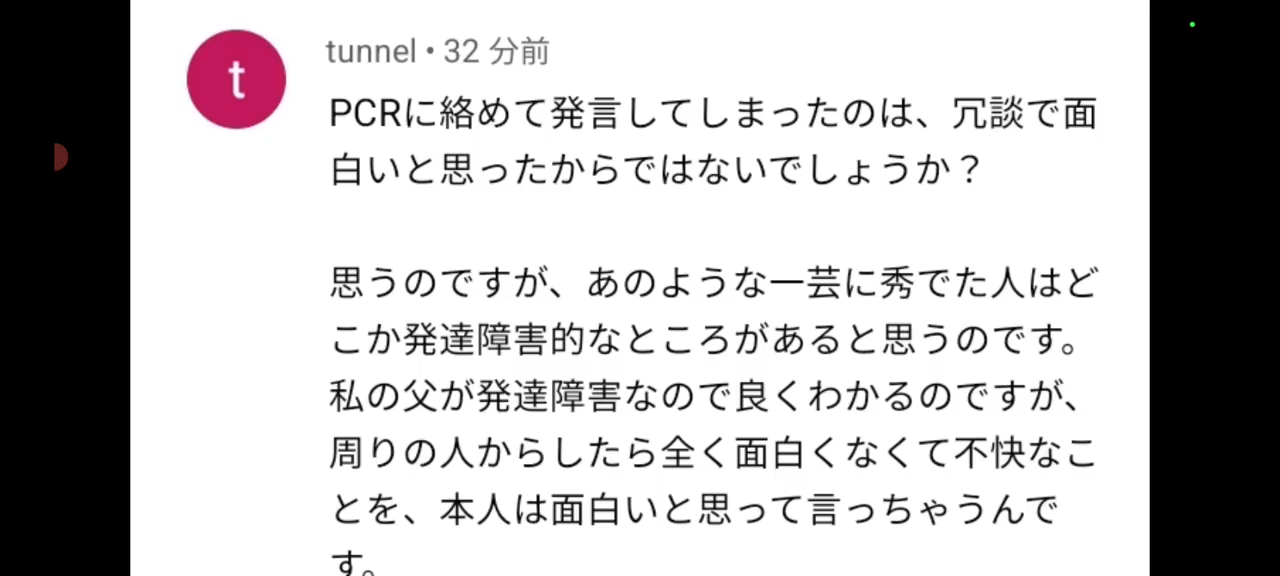 t
tunnel • 32 分前
PCRに絡めて発言してしまったのは、冗談で面
白いと思ったからではないでしょうか？
思うのですが、あのような一芸に秀でた人はど
こか発達障害的なところがあると思うのです。
私の父が発達障害なので良くわかるのですが、
周りの人からしたら全く面白くなくて不快なこ
とを、本人は面白いと思って言っちゃうんで
す。